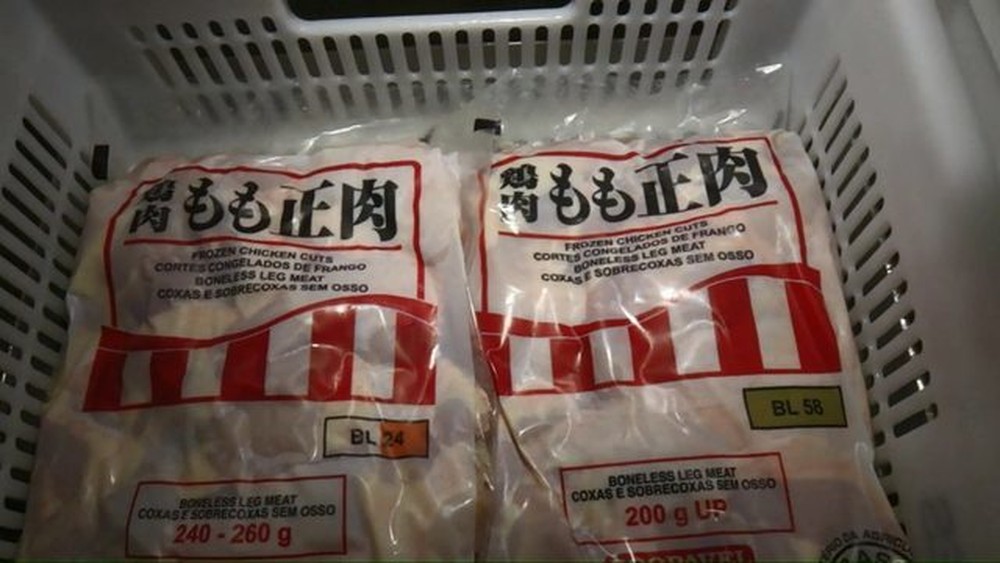 鶏肉もも正肉
FROZEN CHICKEN CUTS
CORTES CONGELADOS DE FRANGO
BONELESS LEG MEAT
COXAS E SOBRECOXAS SEM OSSO
BL 24
BONELESS LEG MEAT
COXAS E SOBRECOXAS SEM OSSO
240 - 260 g
鶏肉もも正肉
FROZEN CHICKEN CUTS
CORTES CONGELADOS DE FRANGO
BONELESS LEG MEAT
COXAS E SOBRECOXAS SEM OSSO
BL 58
BONELESS LEG MEAT
COXAS E SOBRECOXAS SEM OSSO
200 g UP